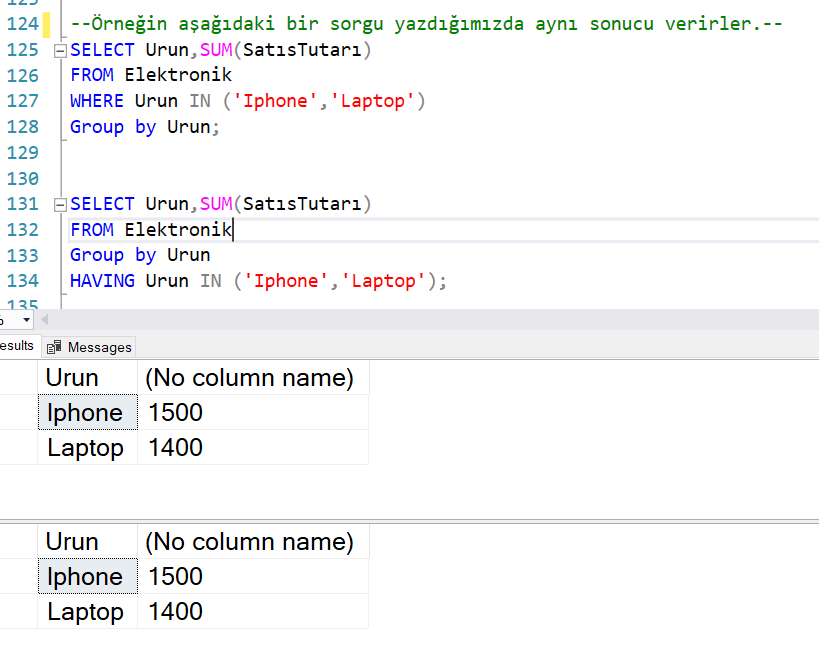 124 --Örneğin aşağıdaki bir sorgu yazdığımızda aynı sonucu verirler.--
125 SELECT Urun,SUM(SatısTutarı)
126 FROM Elektronik
127 WHERE Urun IN ('Iphone','Laptop')
128 Group by Urun;
129
130
131 SELECT Urun,SUM(SatısTutarı)
132 FROM Elektronik
133 Group by Urun
134 HAVING Urun IN ('Iphone','Laptop');
135
esults Messages
Urun (No column name)
Iphone 1500
Laptop 1400
Urun (No column name)
Iphone 1500
Laptop 1400